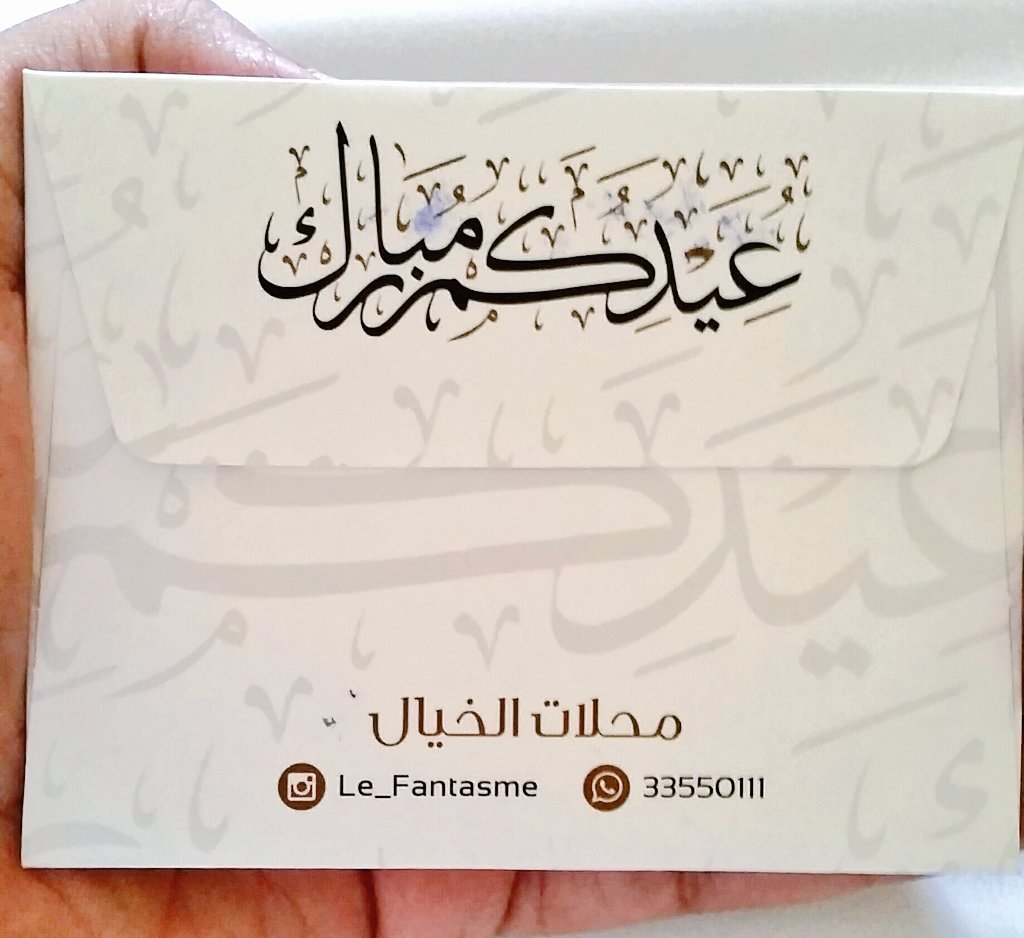 عيدكم مبارك
محلات الخيال
Le_Fantasme 33550111